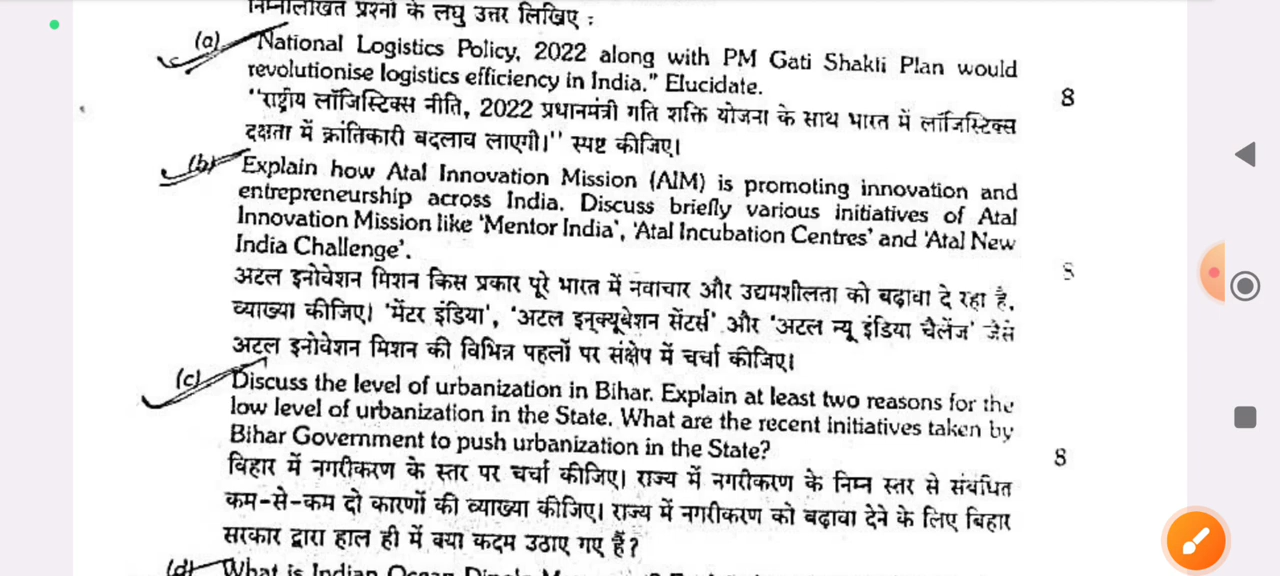 निम्नलिखित प्रश्नों के लघु उत्तर लिखिए :
(a) National Logistics Policy, 2022 along with PM Gati Shakti Plan would
revolutionise logistics efficiency in India." Elucidate.
8
"राष्ट्रीय लॉजिस्टिक्स नीति, 2022 प्रधानमंत्री गति शक्ति योजना के साथ भारत में लॉजिस्टिक्स
दक्षता में क्रांतिकारी बदलाव लाएगी।" स्पष्ट कीजिए।
(b) Explain how Atal Innovation Mission (AIM) is promoting innovation and
entrepreneurship across India. Discuss briefly various initiatives of Atal
Innovation Mission like 'Mentor India', 'Atal Incubation Centres' and 'Atal New
India Challenge'.
8
अटल इनोवेशन मिशन किस प्रकार पूरे भारत में नवाचार और उद्यमशीलता को बढ़ावा दे रहा है,
व्याख्या कीजिए। 'मेंटर इंडिया', 'अटल इन्क्यूबेशन सेंटर्स' और 'अटल न्यू इंडिया चैलेंज' जैसे
अटल इनोवेशन मिशन की विभिन्न पहलों पर संक्षेप में चर्चा कीजिए।
(c) Discuss the level of urbanization in Bihar. Explain at least two reasons for the
low level of urbanization in the State. What are the recent initiatives taken by
Bihar Government to push urbanization in the State?
8
बिहार में नगरीकरण के स्तर पर चर्चा कीजिए। राज्य में नगरीकरण के निम्न स्तर से संबंधित
कम-से-कम दो कारणों की व्याख्या कीजिए। राज्य में नगरीकरण को बढ़ावा देने के लिए बिहार
सरकार द्वारा हाल ही में क्या कदम उठाए गए हैं?
(d) What is Indian Ocean Dipole